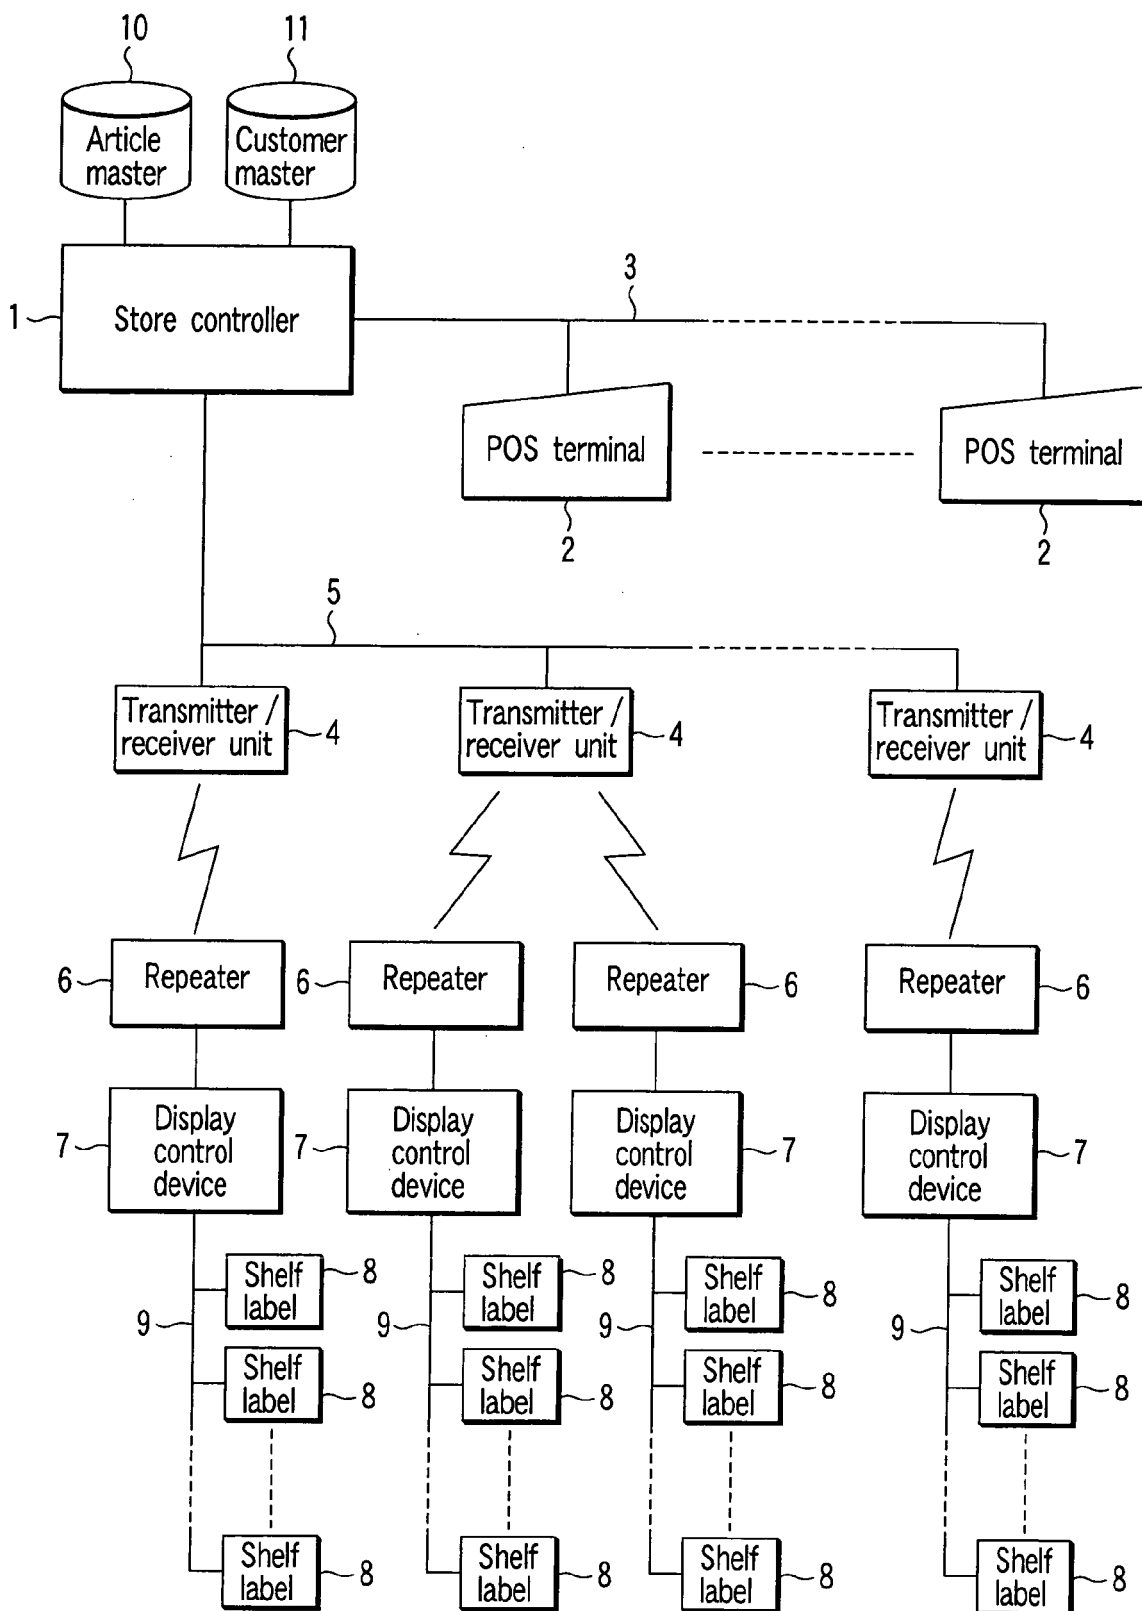 10 11
Article
master
Customer
master
1
Store controller
3
POS terminal
POS terminal
2
2
5
Transmitter /
receiver unit
4
Transmitter /
receiver unit
4
Transmitter /
receiver unit
4
6
Repeater
6
Repeater
Repeater
6
Repeater
6
7
Display
control
device
7
Display
control
device
Display
control
device
7
Display
control
device
7
Shelf
label
8
Shelf
label
8
Shelf
label
8
Shelf
label
8
9
9
9
9
Shelf
label
8
Shelf
label
8
Shelf
label
8
Shelf
label
8
Shelf
label
8
Shelf
label
8
Shelf
label
8
Shelf
label
8